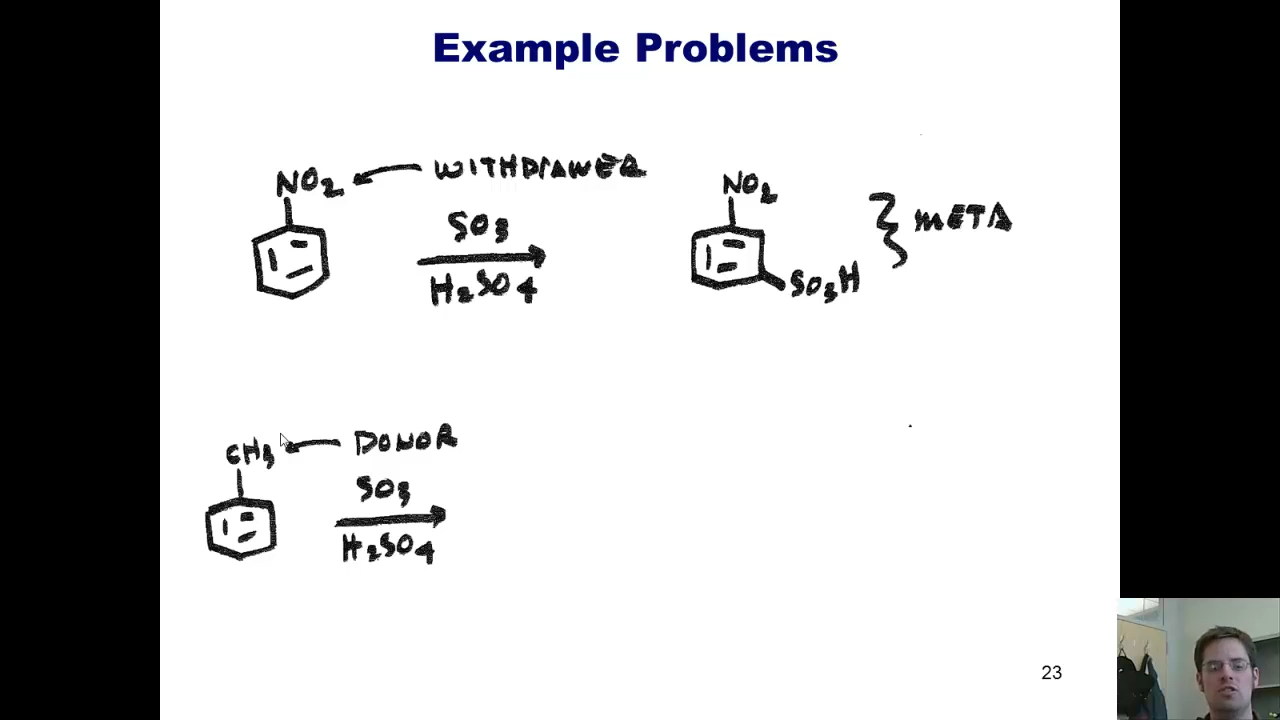 Example Problems
NO₂ ← WITHDRAWER
SO₃
H₂SO₄
NO₂
SO₃H
} META
CH₃ ← DONOR
SO₃
H₂SO₄
23